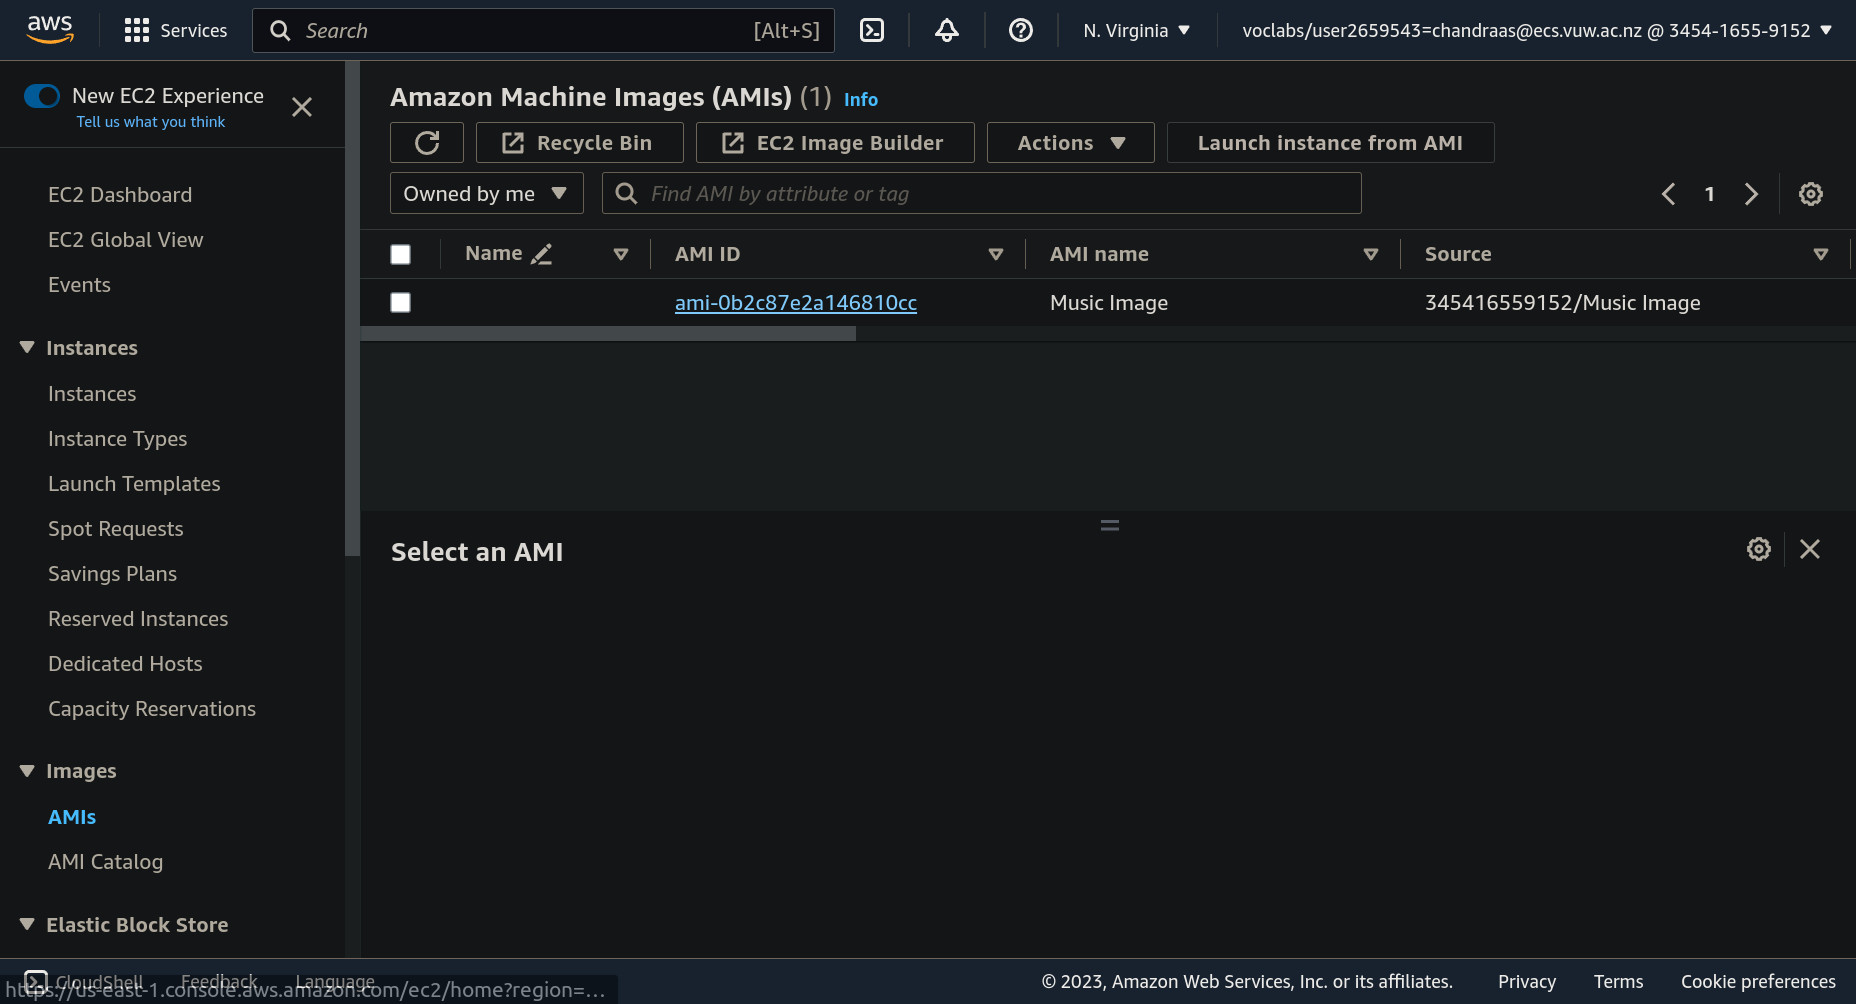 aws
Services
Search [Alt+S]
N. Virginia
voclabs/user2659543=chandraas@ecs.vuw.ac.nz @ 3454-1655-9152
New EC2 Experience
Tell us what you think
EC2 Dashboard
EC2 Global View
Events
Instances
Instances
Instance Types
Launch Templates
Spot Requests
Savings Plans
Reserved Instances
Dedicated Hosts
Capacity Reservations
Images
AMIs
AMI Catalog
Elastic Block Store
Amazon Machine Images (AMIs) (1) Info
Recycle Bin
EC2 Image Builder
Actions
Launch instance from AMI
Owned by me
Find AMI by attribute or tag
1
Name AMI ID AMI name Source
ami-0b2c87e2a146810cc Music Image 345416559152/Music Image
Select an AMI
CloudShell Feedback Language
https://us-east-1.console.aws.amazon.com/ec2/home?region=...
© 2023, Amazon Web Services, Inc. or its affiliates. Privacy Terms Cookie preferences